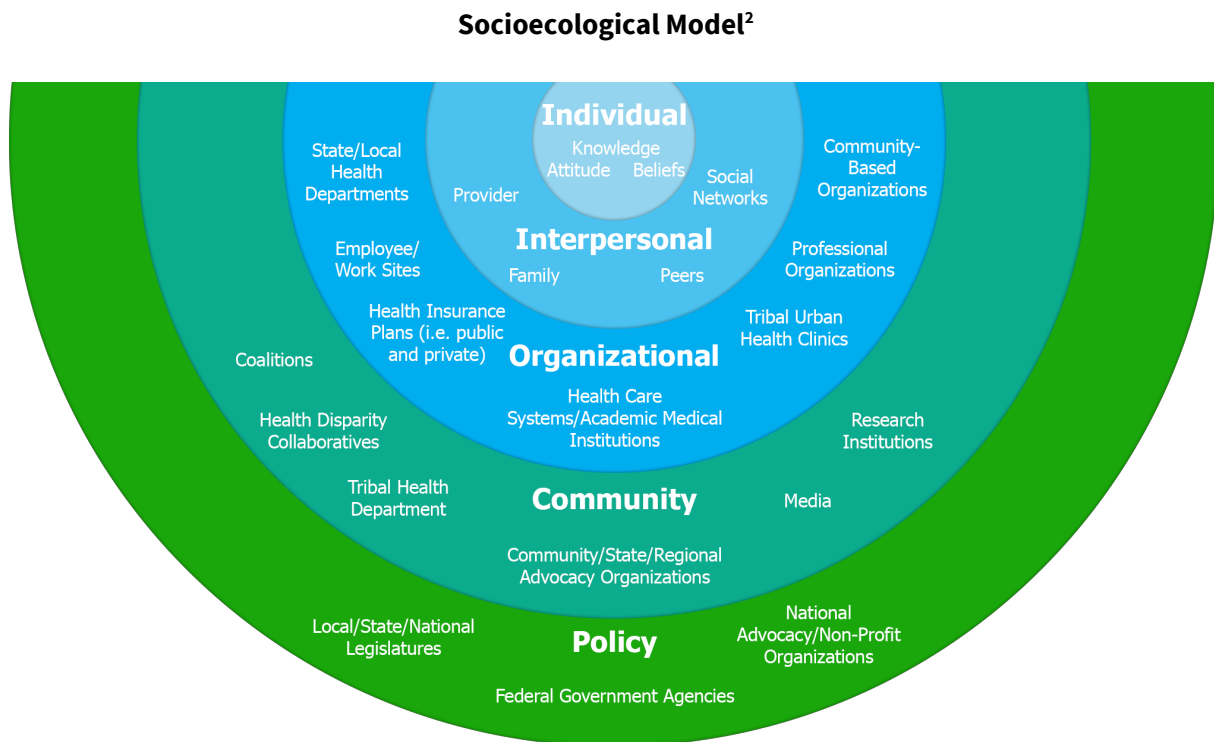 Socioecological Model²
Individual
Knowledge
Attitude Beliefs
Provider
Social
Networks
Interpersonal
Family
Peers
State/Local
Health
Departments
Community-
Based
Organizations
Employee/
Work Sites
Professional
Organizations
Health Insurance
Plans (i.e. public
and private)
Tribal Urban
Health Clinics
Organizational
Health Care
Systems/Academic Medical
Institutions
Coalitions
Health Disparity
Collaboratives
Research
Institutions
Tribal Health
Department
Community
Media
Community/State/Regional
Advocacy Organizations
Local/State/National
Legislatures
Policy
National
Advocacy/Non-Profit
Organizations
Federal Government Agencies